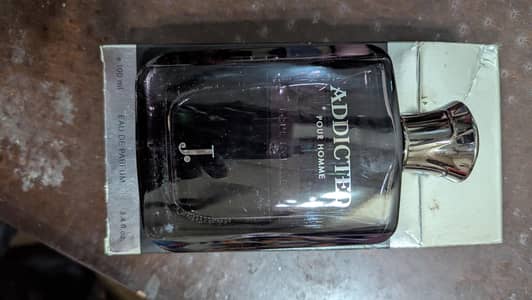 ADDICTER
POUR HOMME
J.
e 100 ml
EAU DE PARFUM
3.4 fl.oz.